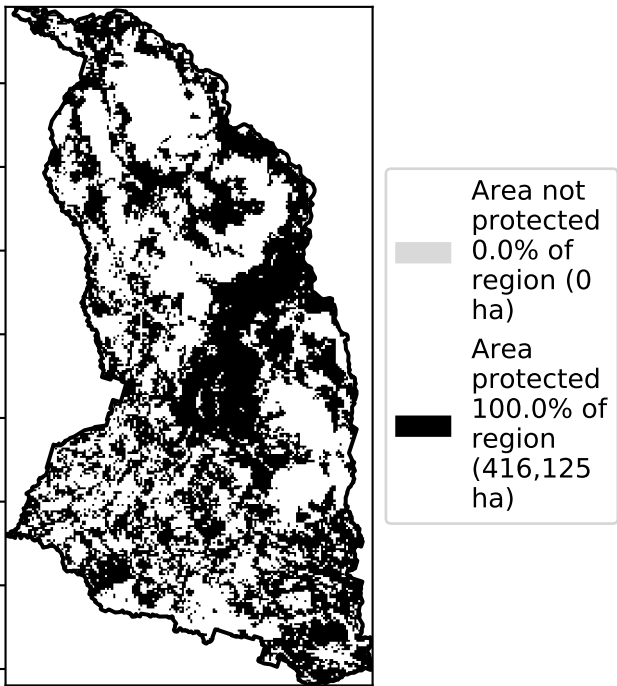 Area not
protected
0.0% of
region (0
ha)
Area
protected
100.0% of
region
(416,125
ha)